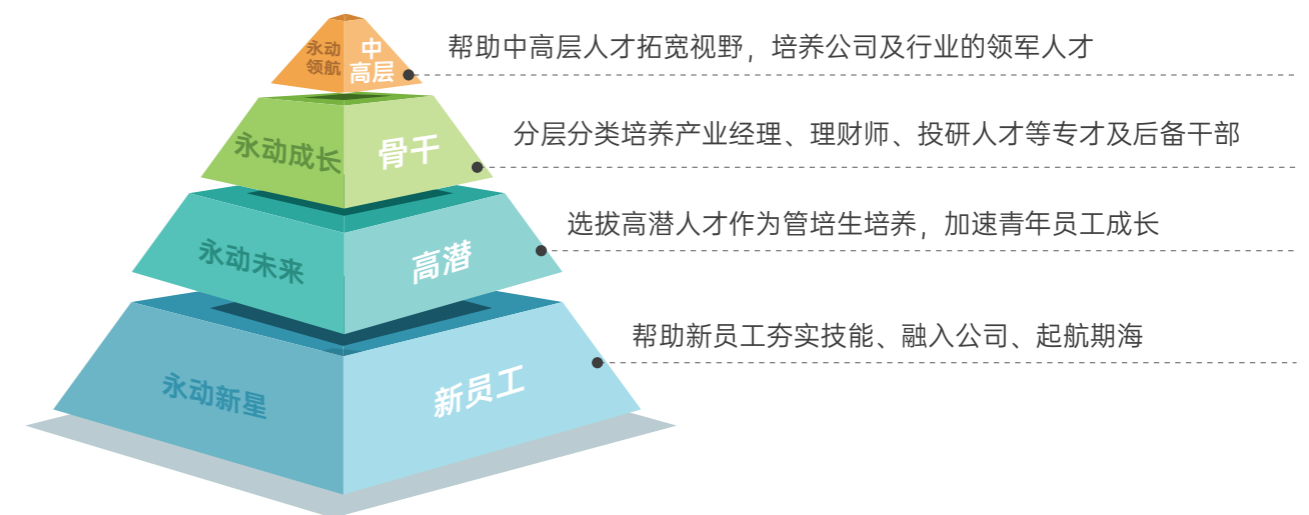 永动
领航
中
高层
帮助中高层人才拓宽视野，培养公司及行业的领军人才
永动成长
骨干
分层分类培养产业经理、理财师、投研人才等专才及后备干部
永动未来
高潜
选拔高潜人才作为管培生培养，加速青年员工成长
永动新星
新员工
帮助新员工夯实技能、融入公司、起航期海